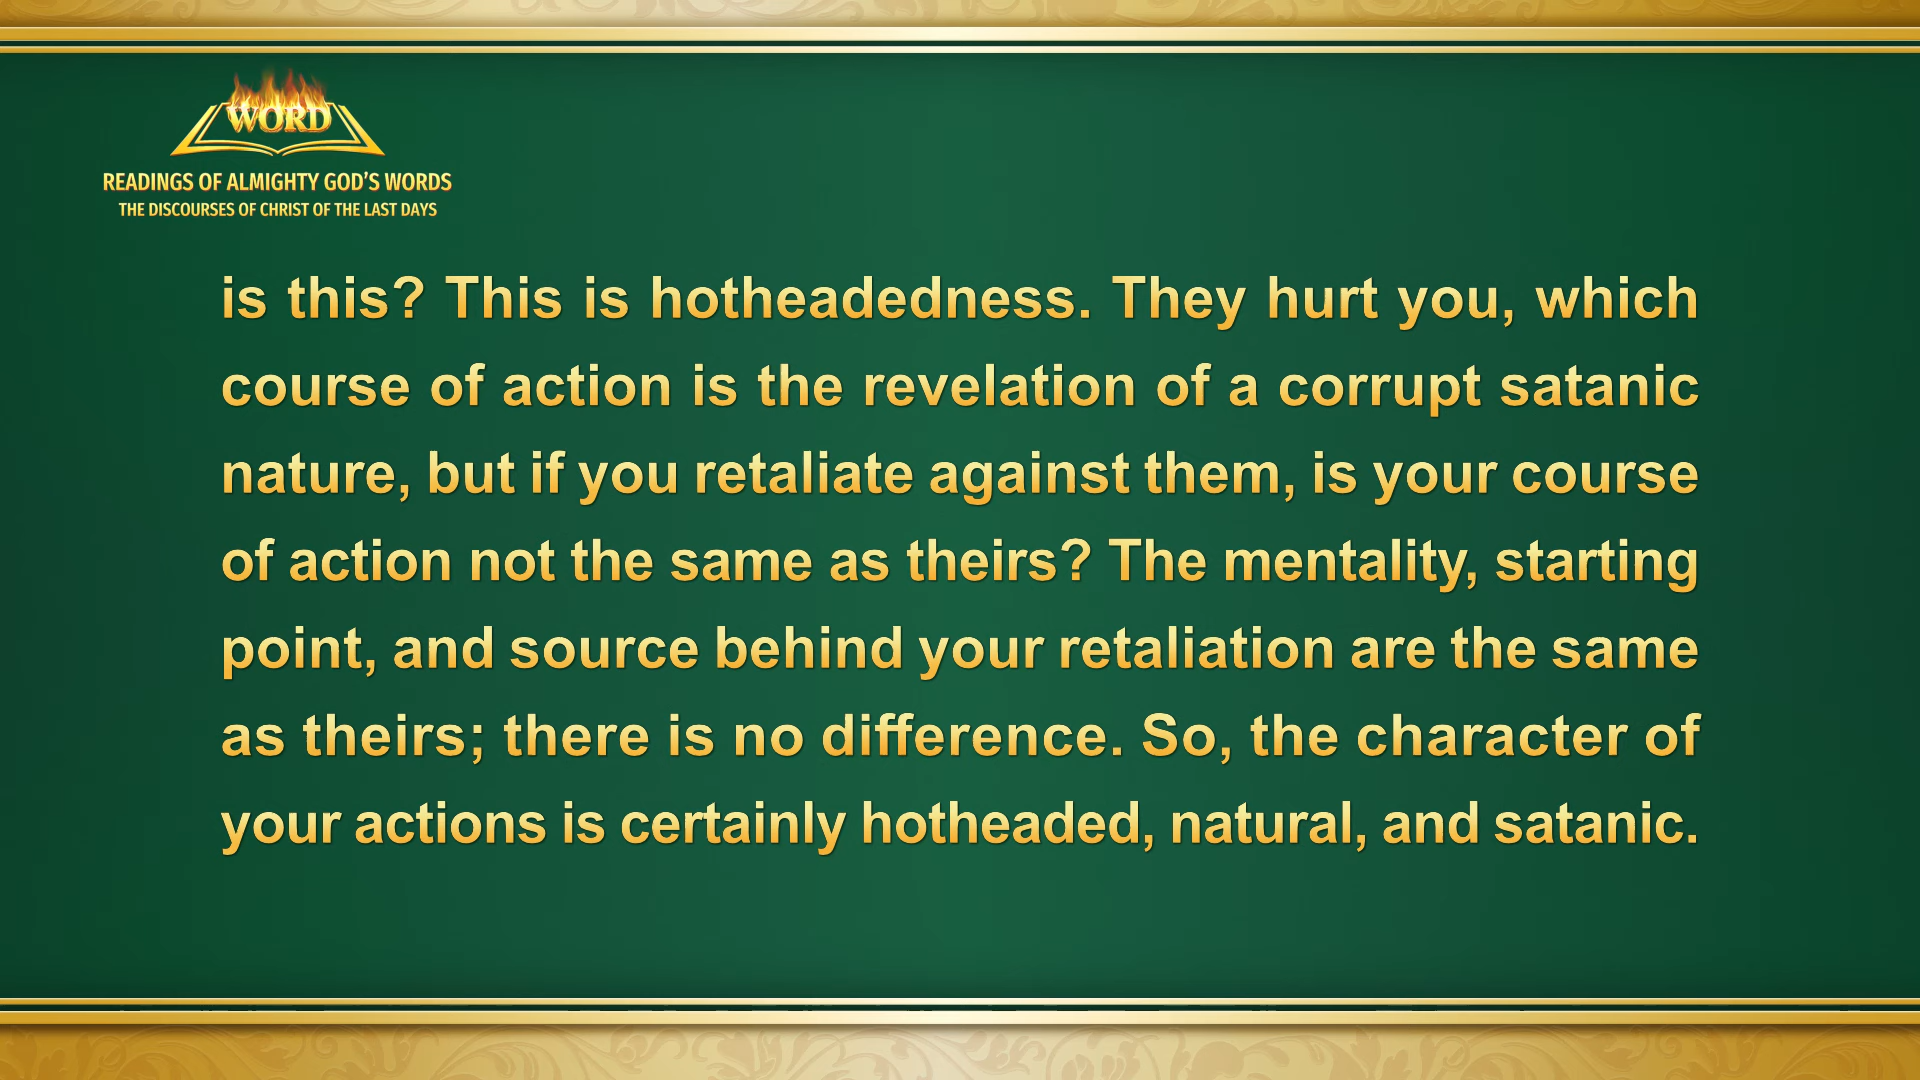 WORD
READINGS OF ALMIGHTY GOD'S WORDS
THE DISCOURSES OF CHRIST OF THE LAST DAYS
is this? This is hotheadedness. They hurt you, which
course of action is the revelation of a corrupt satanic
nature, but if you retaliate against them, is your course
of action not the same as theirs? The mentality, starting
point, and source behind your retaliation are the same
as theirs; there is no difference. So, the character of
your actions is certainly hotheaded, natural, and satanic.